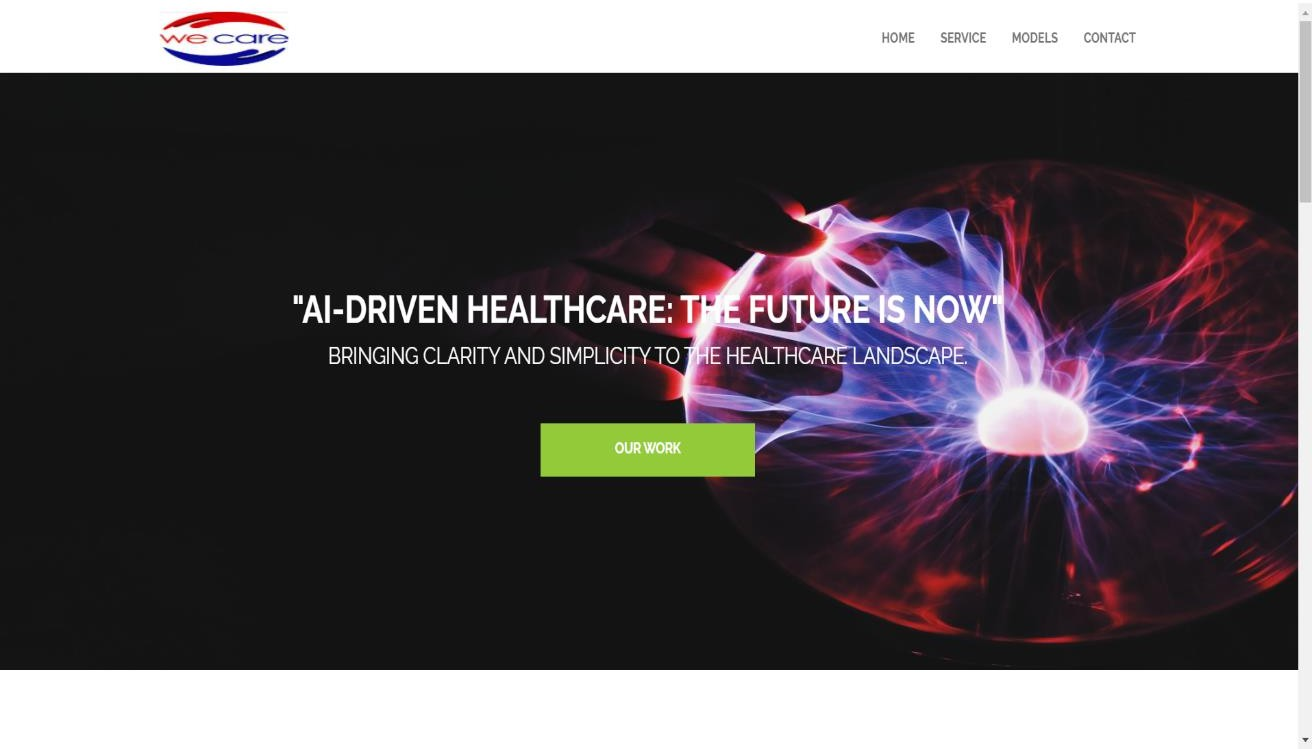 we care
HOME SERVICE MODELS CONTACT
"AI-DRIVEN HEALTHCARE: THE FUTURE IS NOW"
BRINGING CLARITY AND SIMPLICITY TO THE HEALTHCARE LANDSCAPE.
OUR WORK